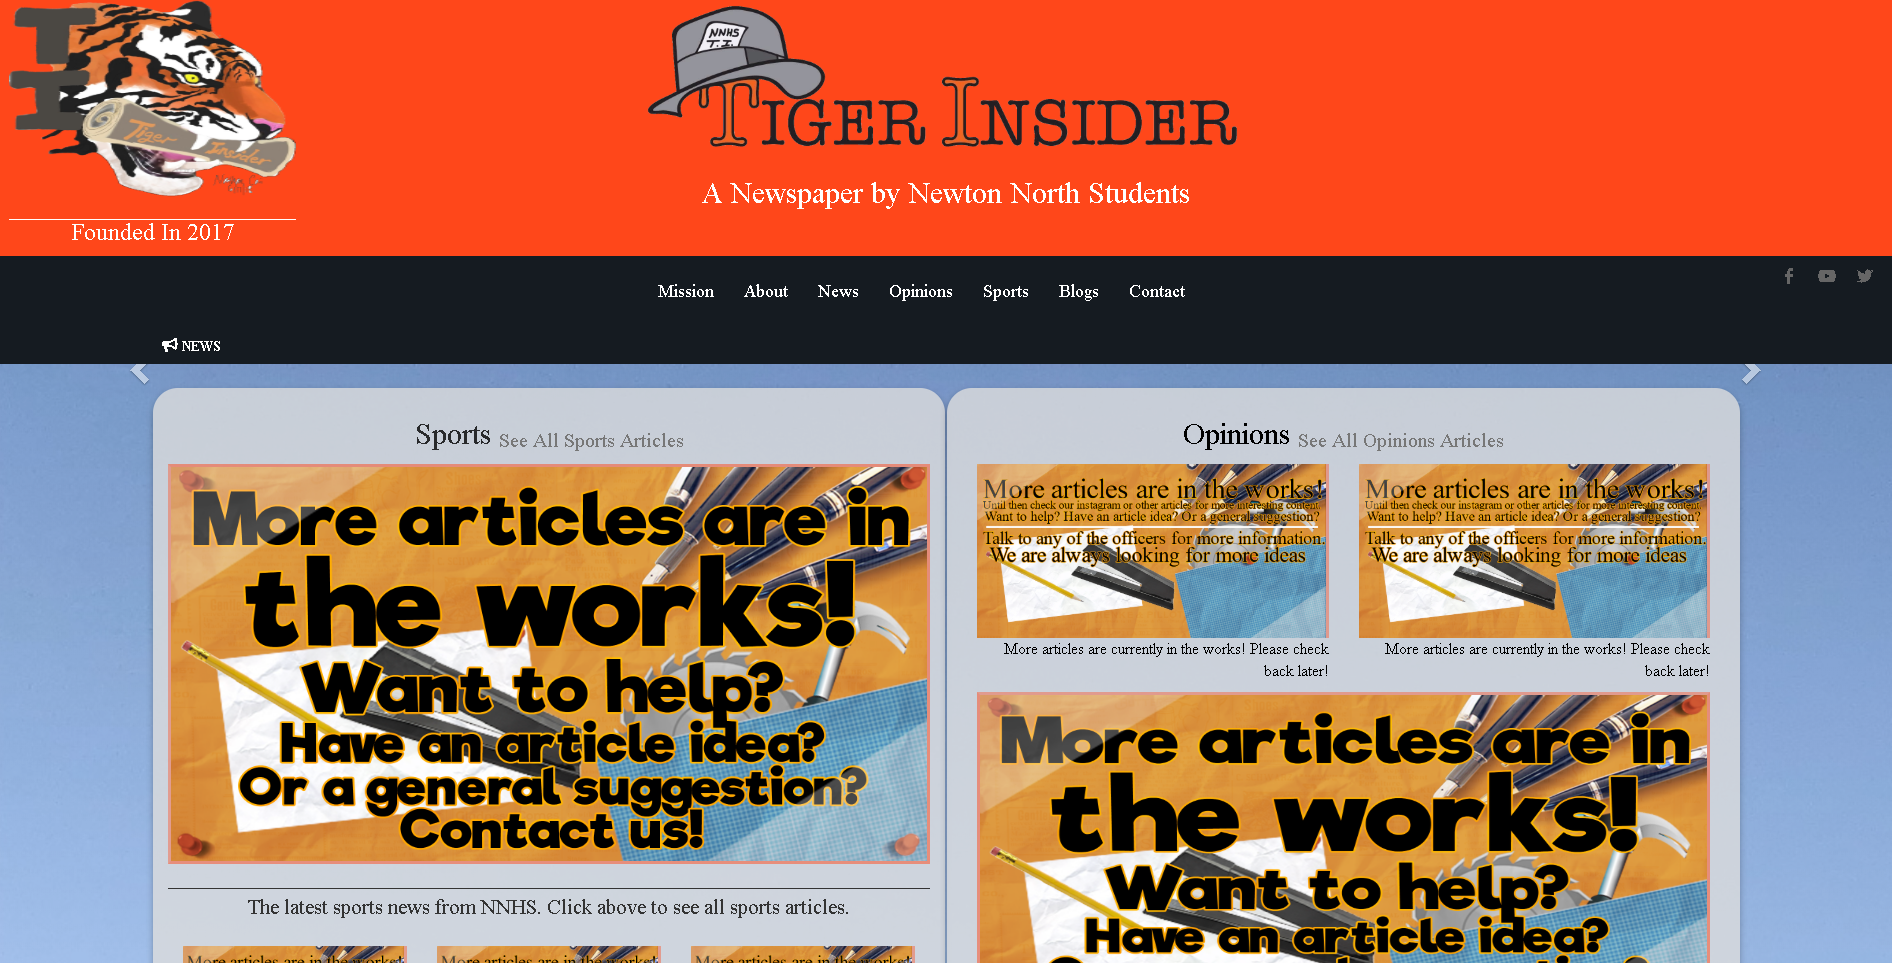 NNHS
T.I.
TIGER INSIDER
TI
Tiger Insider
A Newspaper by Newton North Students
Founded In 2017
Mission About News Opinions Sports Blogs Contact
NEWS
Sports See All Sports Articles
More articles are in
the works!
Want to help?
Have an article idea?
Or a general suggestion?
Contact us!
The latest sports news from NNHS. Click above to see all sports articles.
More articles are in the works!
More articles are in the works!
More articles are in the works!
Opinions See All Opinions Articles
More articles are in the works!
Until then check our instagram or other articles for more interesting content.
Want to help? Have an article idea? Or a general suggestion?
Talk to any of the officers for more information.
We are always looking for more ideas
More articles are currently in the works! Please check
back later!
More articles are in the works!
Until then check our instagram or other articles for more interesting content.
Want to help? Have an article idea? Or a general suggestion?
Talk to any of the officers for more information.
We are always looking for more ideas
More articles are currently in the works! Please check
back later!
More articles are in
the works!
Want to help?
Have an article idea?